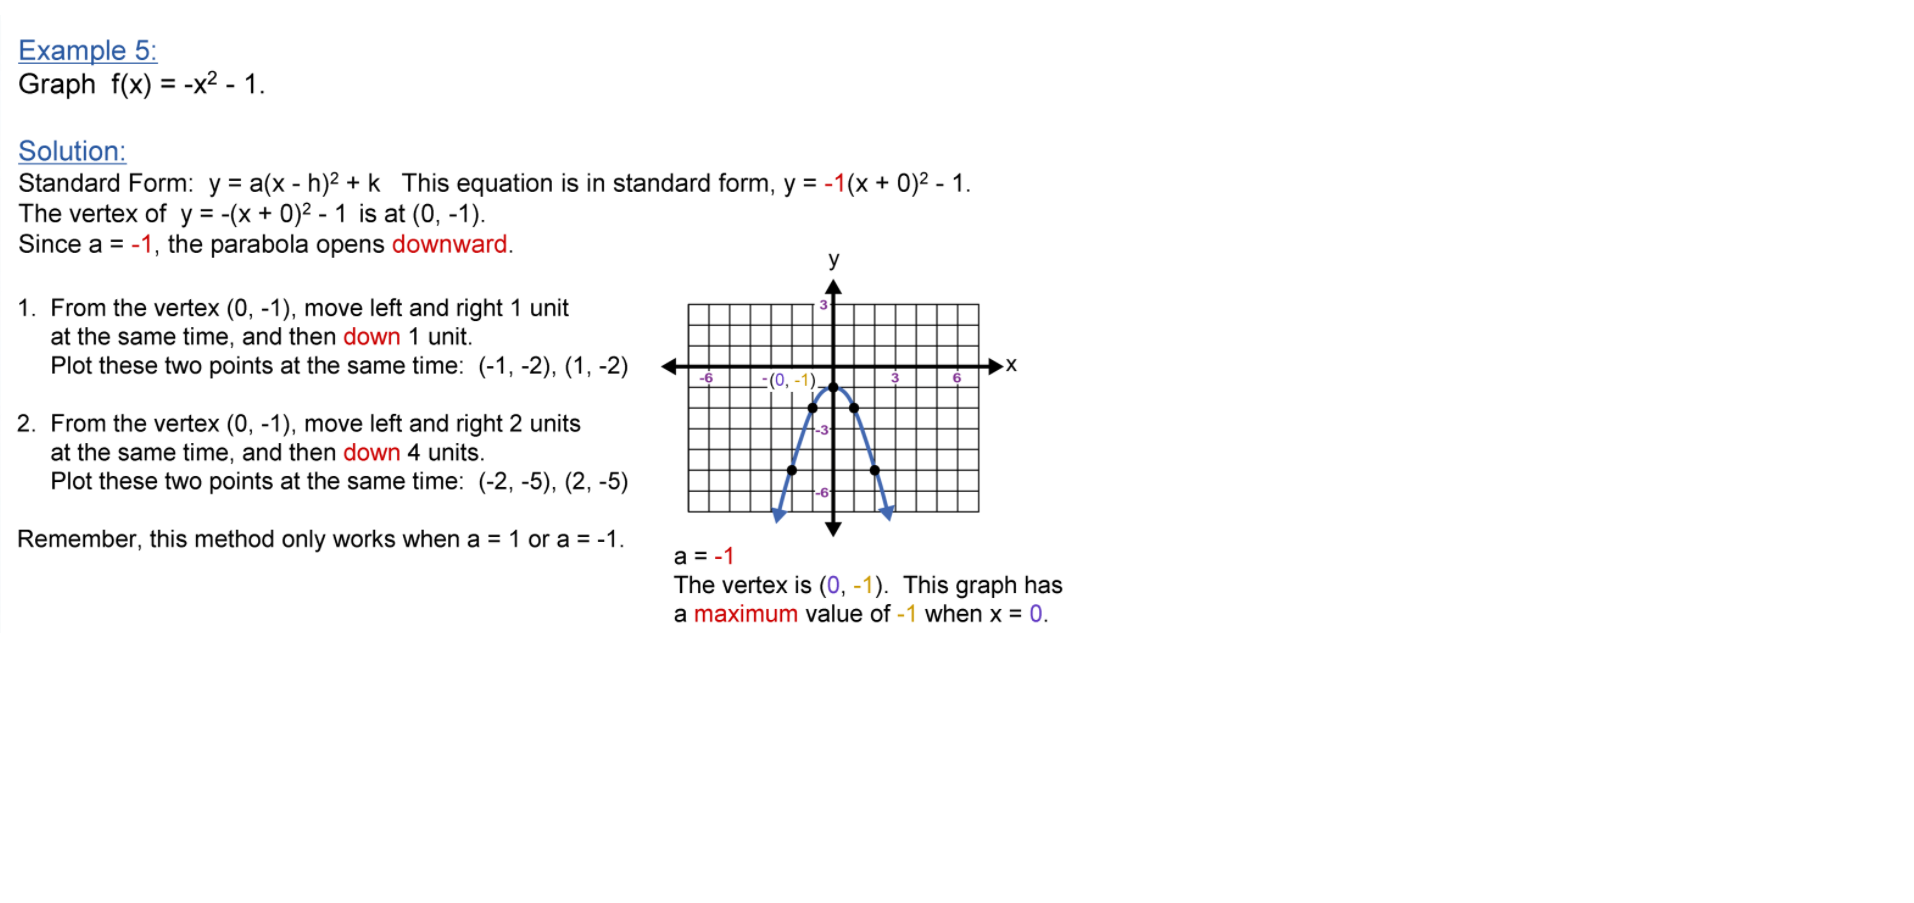 Example 5:
Graph f(x) = -x² - 1.
Solution:
Standard Form: y = a(x - h)² + k This equation is in standard form, y = -1(x + 0)² - 1.
The vertex of y = -(x + 0)² - 1 is at (0, -1).
Since a = -1, the parabola opens downward.
1. From the vertex (0, -1), move left and right 1 unit
at the same time, and then down 1 unit.
Plot these two points at the same time: (-1, -2), (1, -2)
2. From the vertex (0, -1), move left and right 2 units
at the same time, and then down 4 units.
Plot these two points at the same time: (-2, -5), (2, -5)
Remember, this method only works when a = 1 or a = -1.
y
3
x
-6 (0, -1) 3 6
-3
-6
a = -1
The vertex is (0, -1). This graph has
a maximum value of -1 when x = 0.